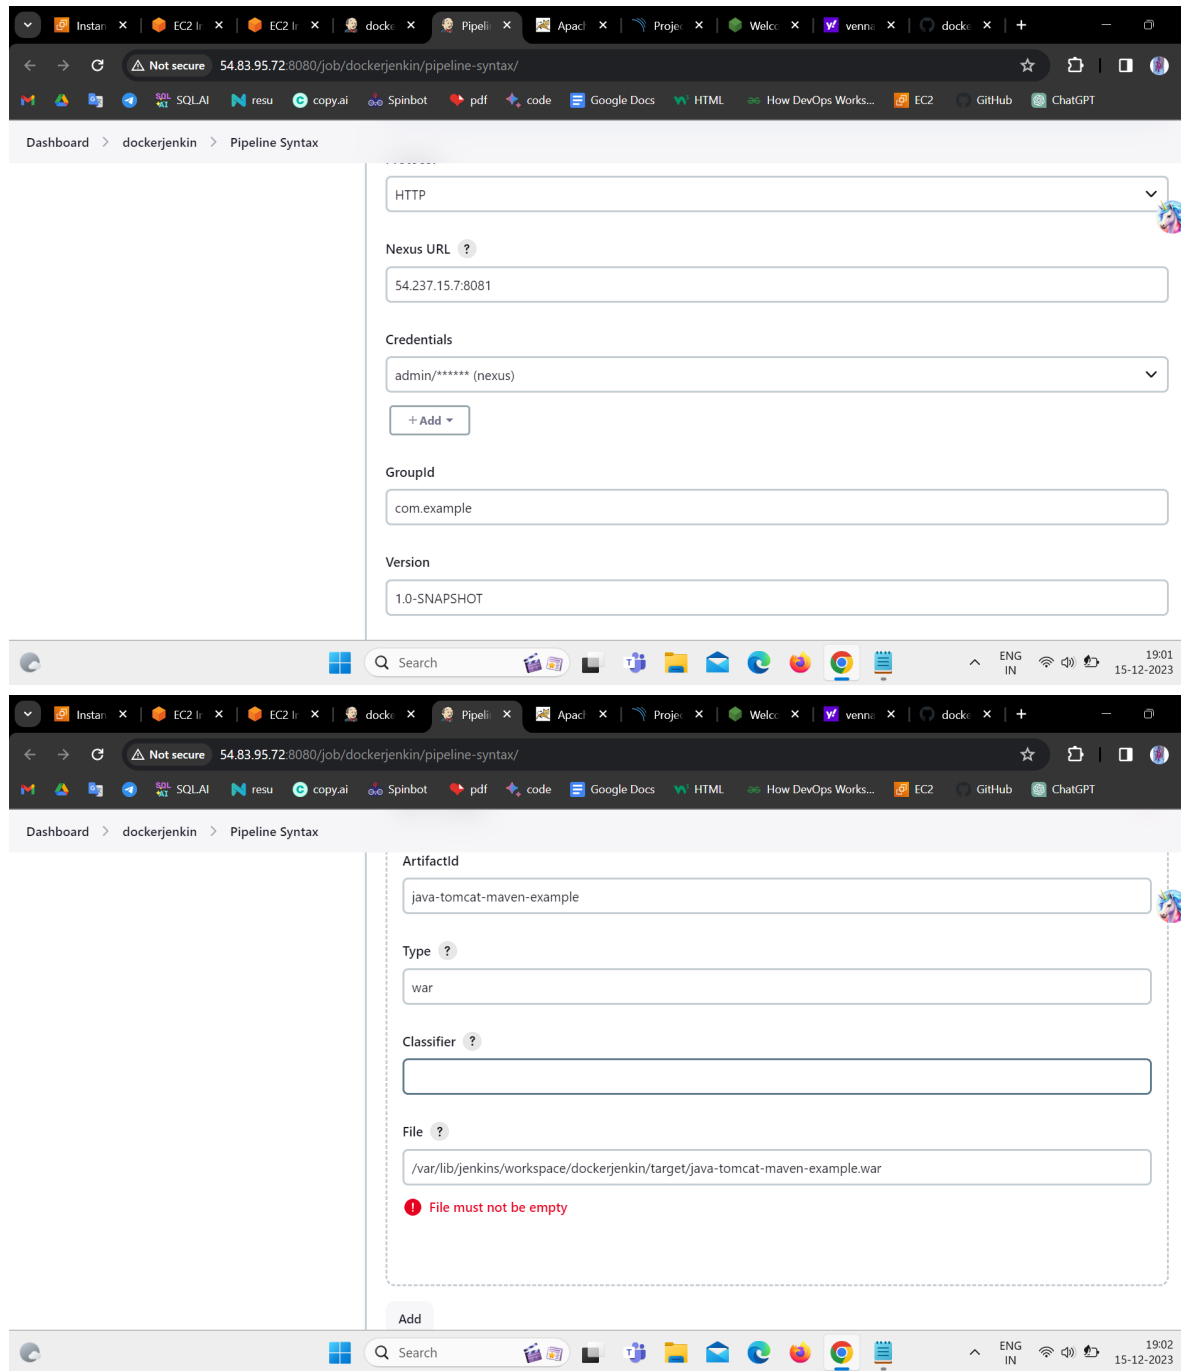 Instan
EC2 Ir
EC2 Ir
docke
Pipeli
Apacl
Projec
Welco
venna
docke
Not secure 54.83.95.72:8080/job/dockerjenkin/pipeline-syntax/
SQL.AI resu copy.ai Spinbot pdf code Google Docs HTML How DevOps Works... EC2 GitHub ChatGPT
Dashboard > dockerjenkin > Pipeline Syntax
HTTP
Nexus URL ?
54.237.15.7:8081
Credentials
admin/****** (nexus)
+ Add
GroupId
com.example
Version
1.0-SNAPSHOT
Search
ENG
IN
19:01
15-12-2023
Instan
EC2 Ir
EC2 Ir
docke
Pipeli
Apacl
Projec
Welco
venna
docke
Not secure 54.83.95.72:8080/job/dockerjenkin/pipeline-syntax/
SQL.AI resu copy.ai Spinbot pdf code Google Docs HTML How DevOps Works... EC2 GitHub ChatGPT
Dashboard > dockerjenkin > Pipeline Syntax
ArtifactId
java-tomcat-maven-example
Type ?
war
Classifier ?
File ?
/var/lib/jenkins/workspace/dockerjenkin/target/java-tomcat-maven-example.war
File must not be empty
Add
Search
ENG
IN
19:02
15-12-2023